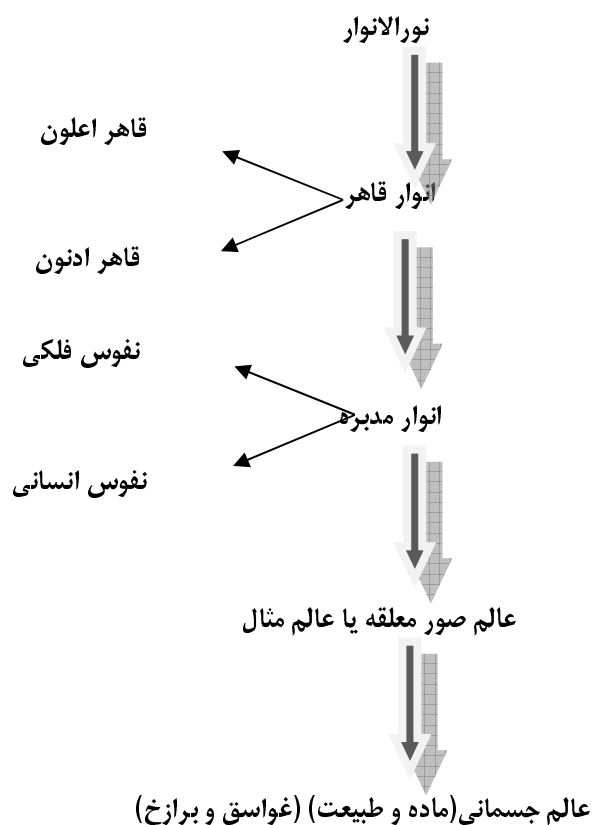 نورالانوار
قاهر اعلون
انوار قاهر
قاهر ادنون
نفوس فلکی
انوار مدبره
نفوس انسانی
عالم صور معلقه یا عالم مثال
عالم جسمانی(ماده و طبیعت) (غواسق و برازخ)